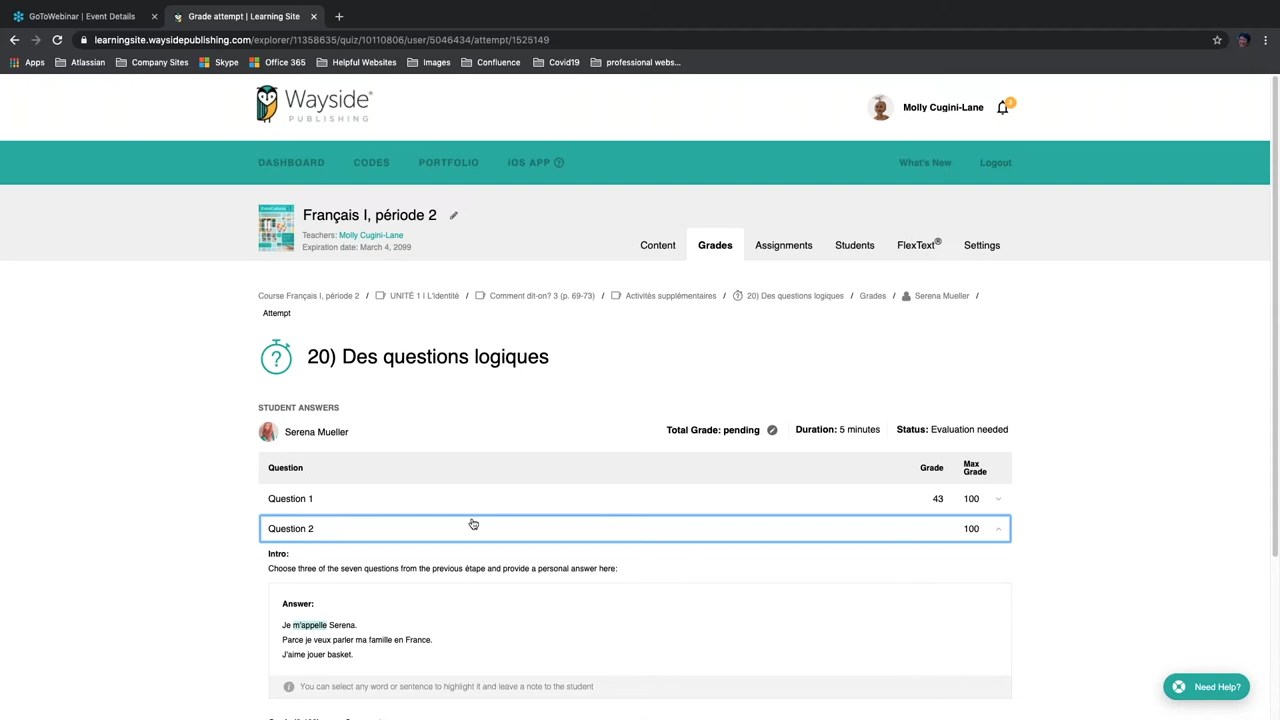 GoToWebinar | Event Details
Grade attempt | Learning Site
learningsite.waysidepublishing.com/explorer/11358635/quiz/10110806/user/5046434/attempt/1525149
Apps Atlassian Company Sites Skype Office 365 Helpful Websites Images Confluence Covid19 professional webs...
Wayside
PUBLISHING
Molly Cugini-Lane
3
DASHBOARD CODES PORTFOLIO iOS APP ?
What's New Logout
Français I, période 2
Teachers: Molly Cugini-Lane
Expiration date: March 4, 2099
Content Grades Assignments Students FlexText® Settings
Course Français I, période 2 / UNITÉ 1 I L'identité / Comment dit-on? 3 (p. 69-73) / Activités supplémentaires / 20) Des questions logiques / Grades / Serena Mueller /
Attempt
20) Des questions logiques
STUDENT ANSWERS
Serena Mueller
Total Grade: pending Duration: 5 minutes Status: Evaluation needed
Question Grade Max Grade
Question 1 43 100
Question 2 100
Intro:
Choose three of the seven questions from the previous étape and provide a personal answer here:
Answer:
Je m'appelle Serena.
Parce je veux parler ma famille en France.
J'aime jouer basket.
You can select any word or sentence to highlight it and leave a note to the student
Need Help?